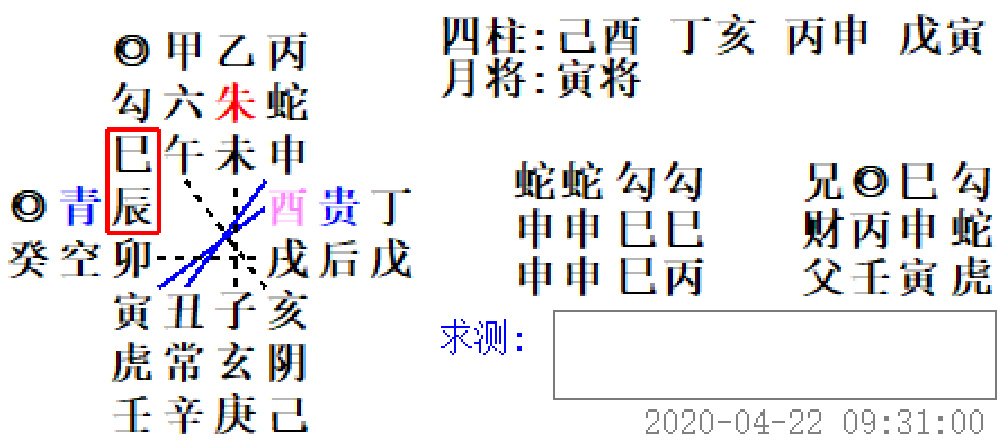 ◎甲乙丙
勾六朱蛇
巳午未申
◎青辰 酉贵丁
癸空卯 戌后戊
寅丑子亥
虎常玄阴
壬辛庚己
四柱:己酉 丁亥 丙申 戊寅
月将:寅将
蛇蛇勾勾
申申巳巳
申申巳丙
兄◎巳勾
财丙申蛇
父壬寅虎
求测:
2020-04-22 09:31:00